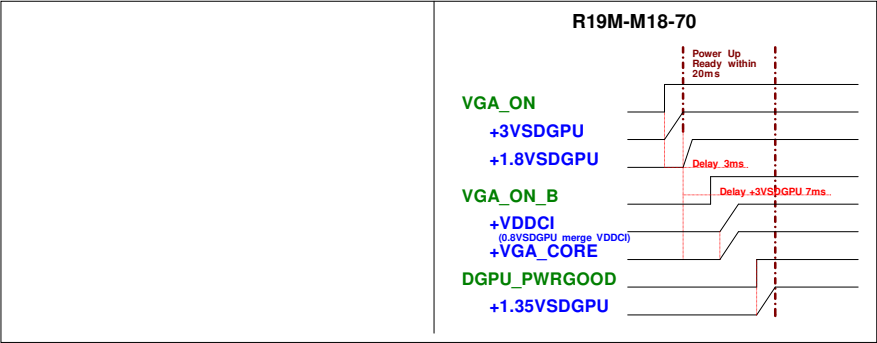 R19M-M18-70
Power Up
Ready within
20ms
VGA_ON
+3VSDGPU
+1.8VSDGPU
Delay 3ms
Delay +3VSDGPU 7ms
VGA_ON_B
+VDDCI
(0.8VSDGPU merge VDDCI)
+VGA_CORE
DGPU_PWRGOOD
+1.35VSDGPU